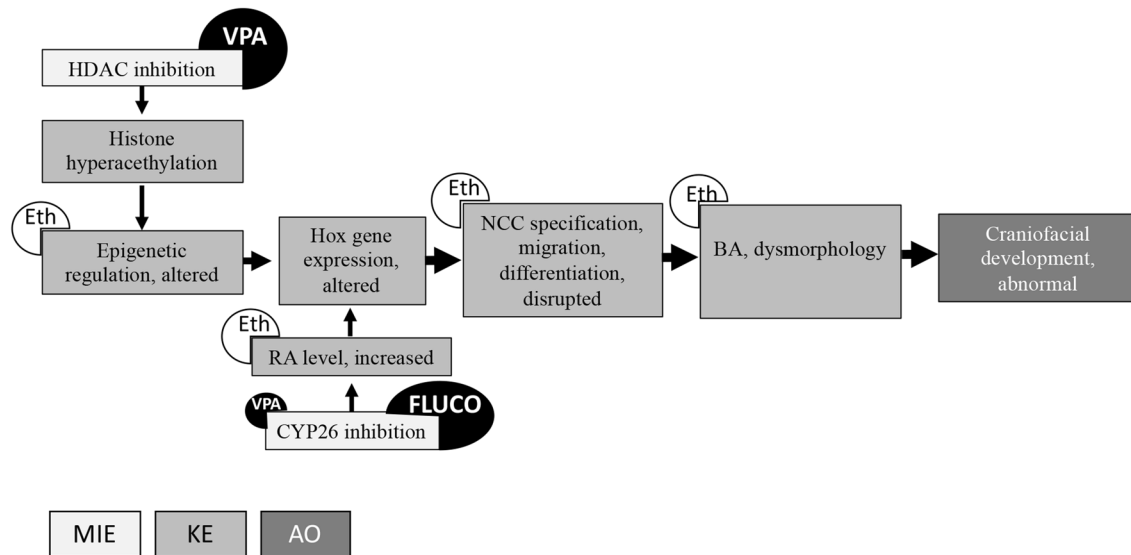 VPA
HDAC inhibition
Histone
hyperacethylation
Eth
Epigenetic
regulation, altered
Hox gene
expression,
altered
Eth
NCC specification,
migration,
differentiation,
disrupted
Eth
BA, dysmorphology
Craniofacial
development,
abnormal
Eth
RA level, increased
VPA
FLUCO
CYP26 inhibition
MIE
KE
AO